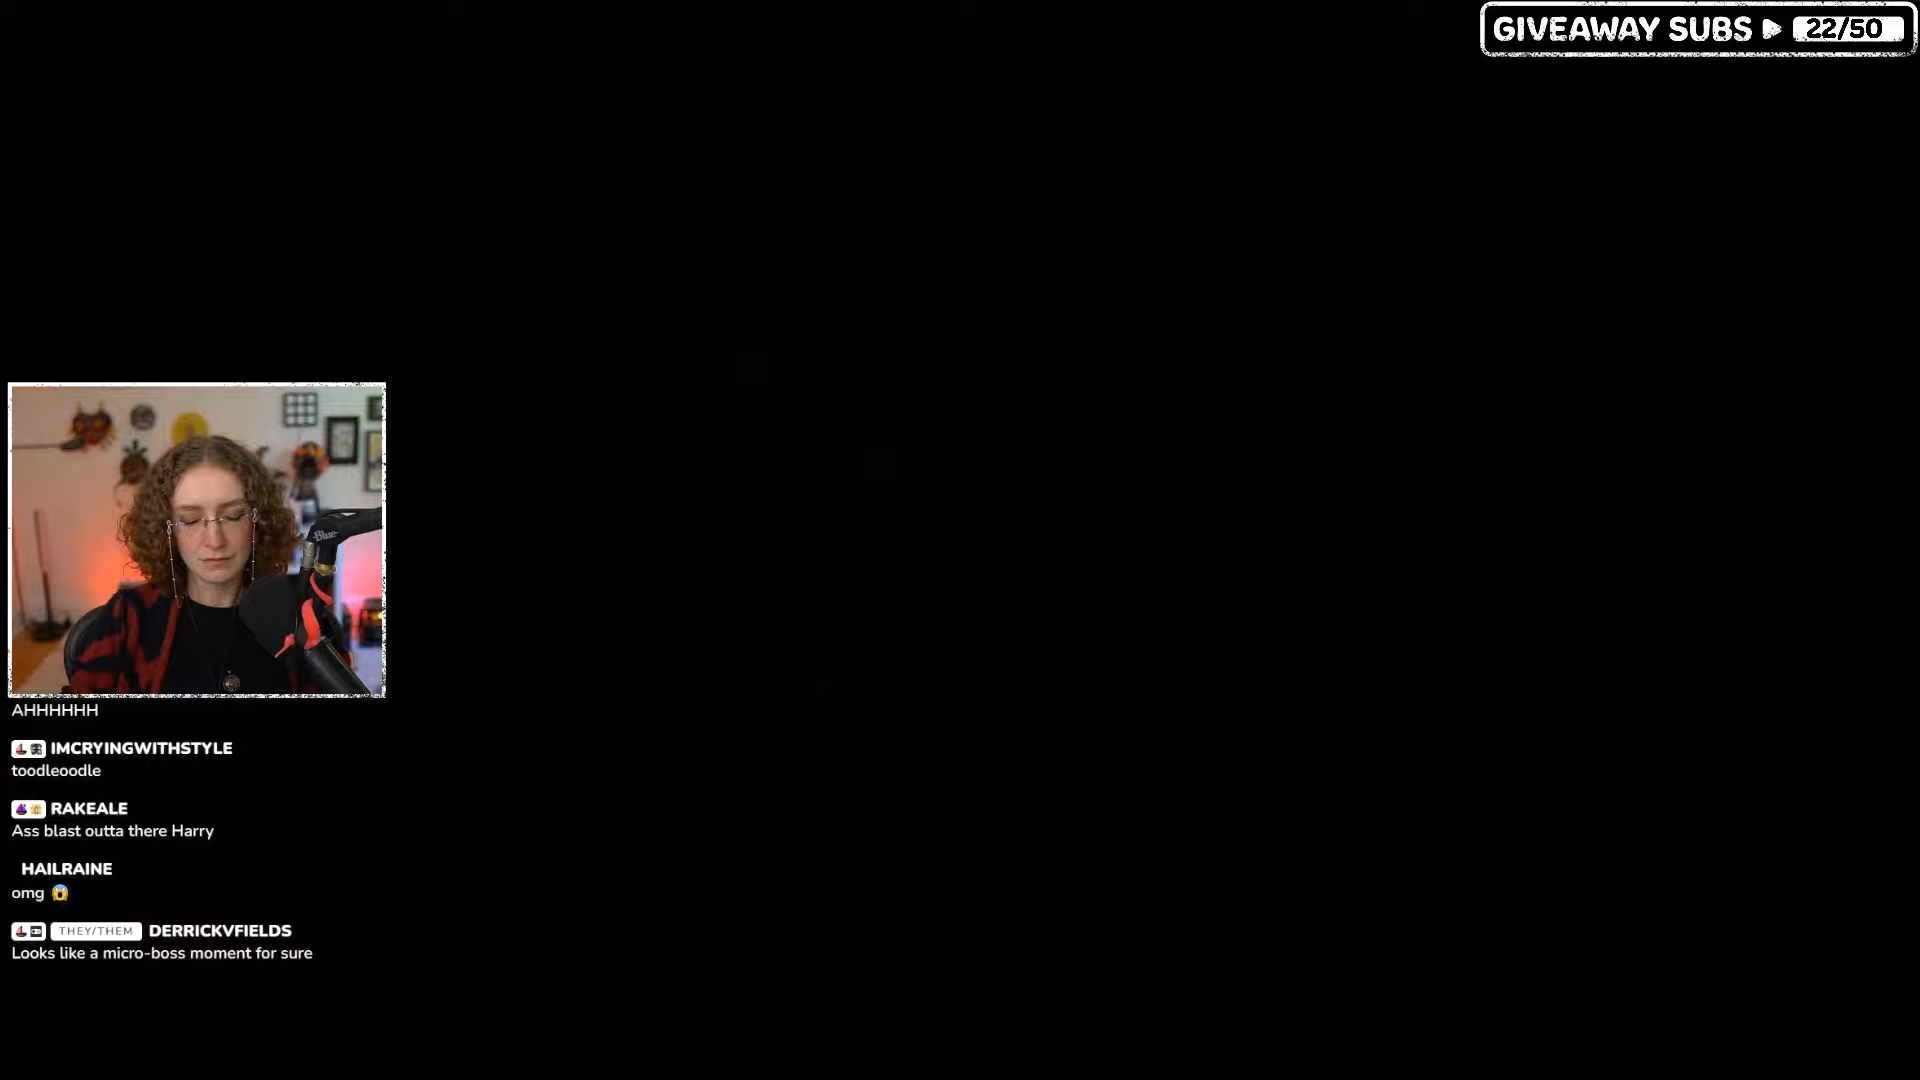 GIVEAWAY SUBS 22/50
Blue
AHHHHHH
IMCRYINGWITHSTYLE
toodleoodle
RAKEALE
Ass blast outta there Harry
HAILRAINE
omg 😱
THEY/THEM DERRICKVFIELDS
Looks like a micro-boss moment for sure